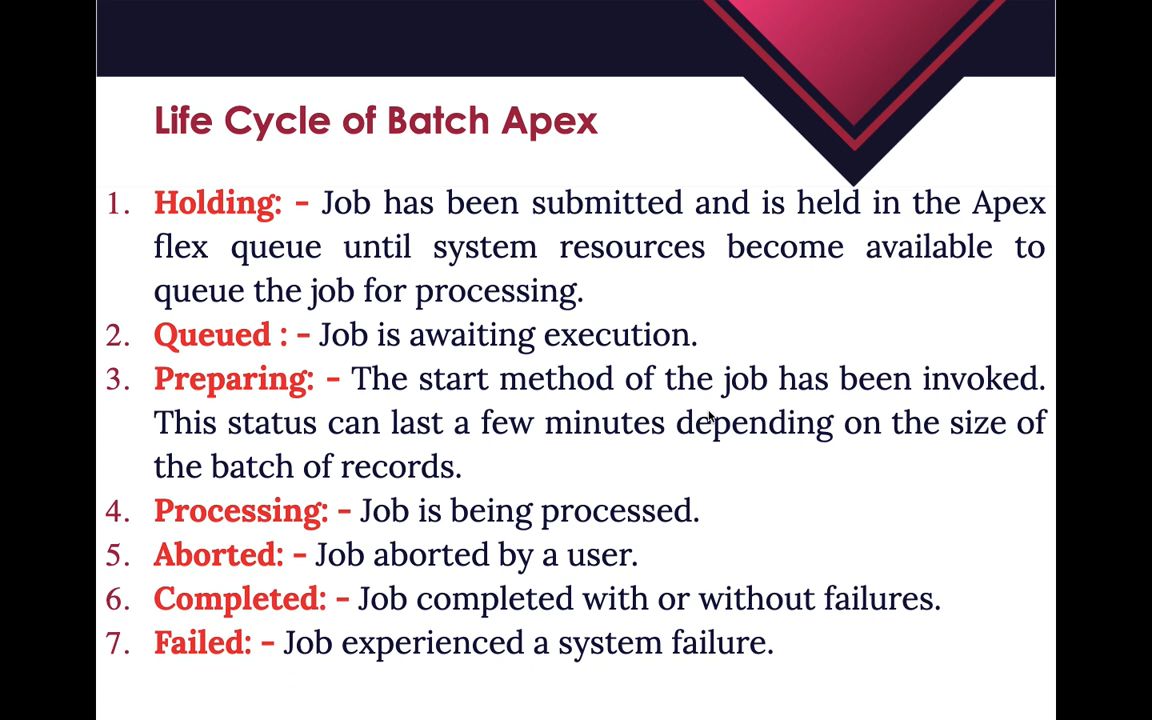 Life Cycle of Batch Apex
1. Holding: - Job has been submitted and is held in the Apex
flex queue until system resources become available to
queue the job for processing.
2. Queued : - Job is awaiting execution.
3. Preparing: - The start method of the job has been invoked.
This status can last a few minutes depending on the size of
the batch of records.
4. Processing: - Job is being processed.
5. Aborted: - Job aborted by a user.
6. Completed: - Job completed with or without failures.
7. Failed: - Job experienced a system failure.